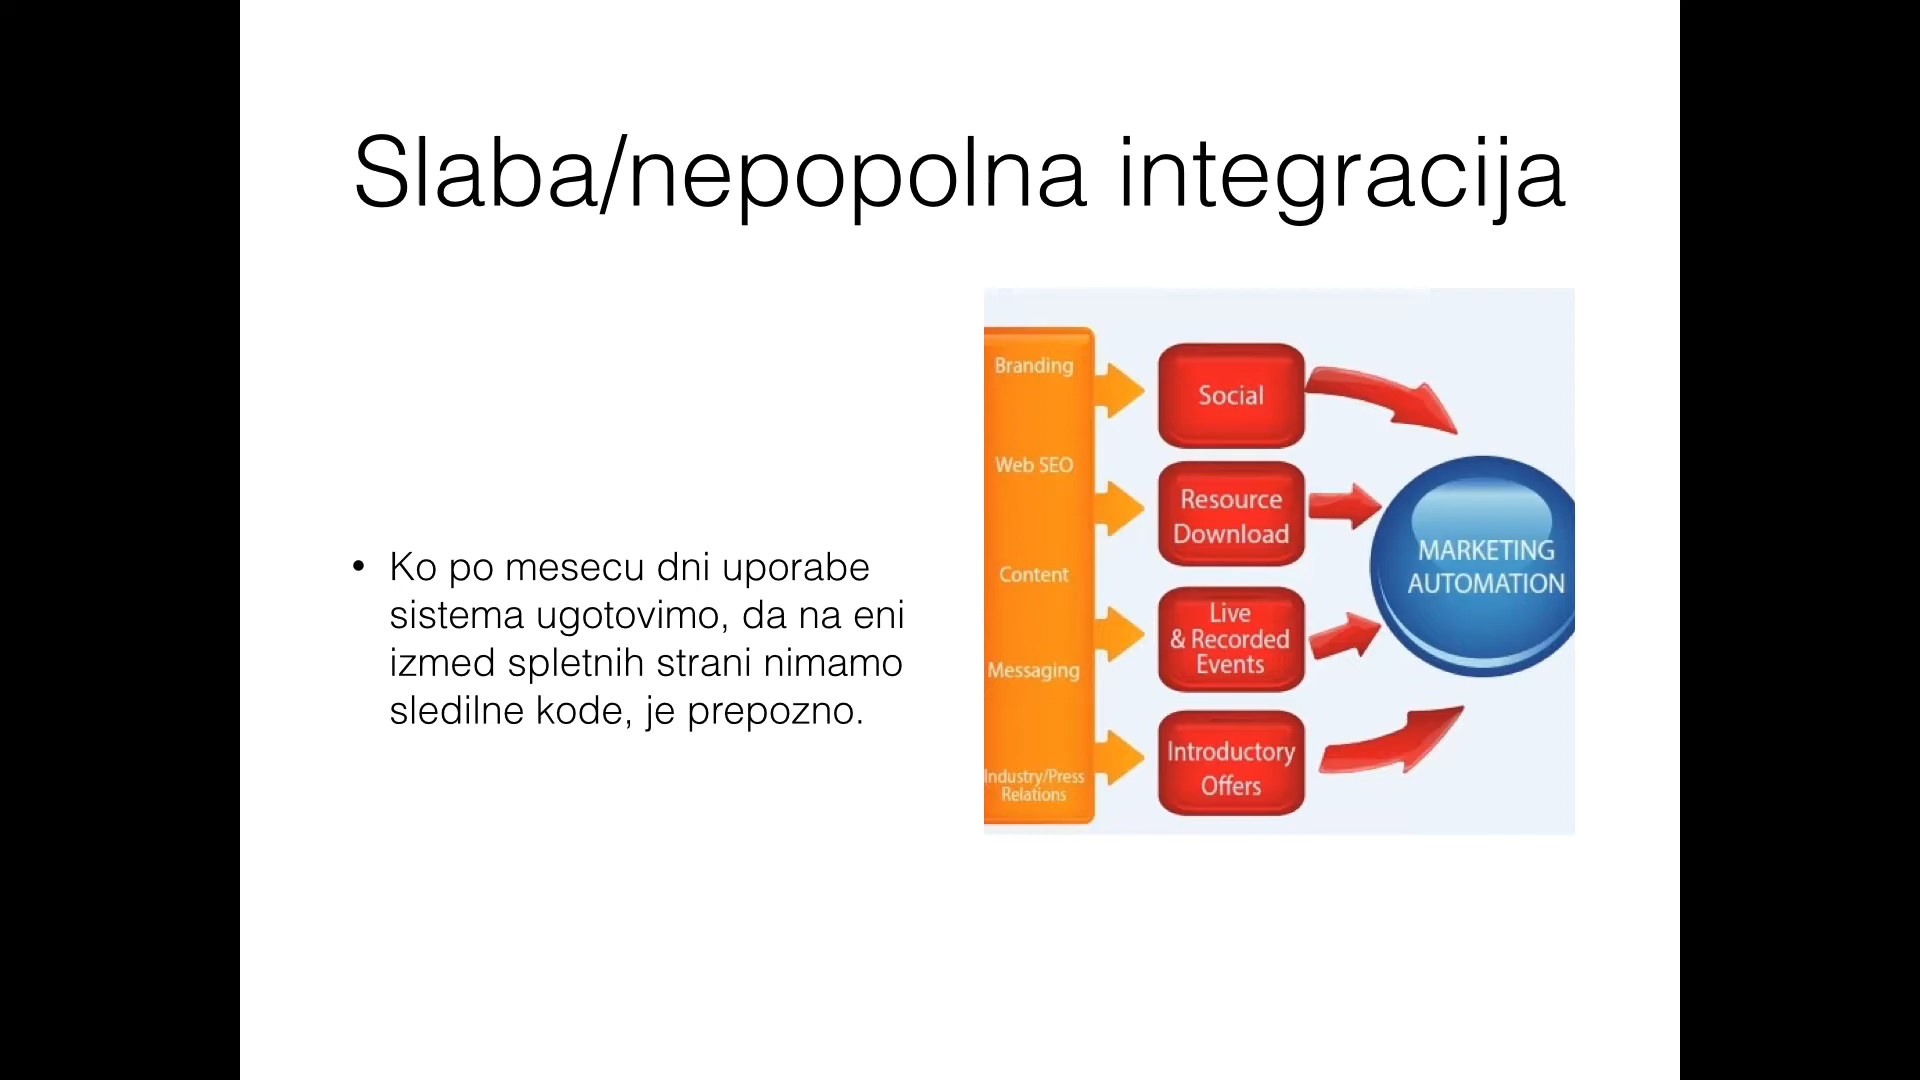 Slaba/nepopolna integracija
• Ko po mesecu dni uporabe
sistema ugotovimo, da na eni
izmed spletnih strani nimamo
sledilne kode, je prepozno.
Branding
Web SEO
Content
Messaging
Industry/Press
Relations
Social
Resource
Download
Live
& Recorded
Events
Introductory
Offers
MARKETING
AUTOMATION